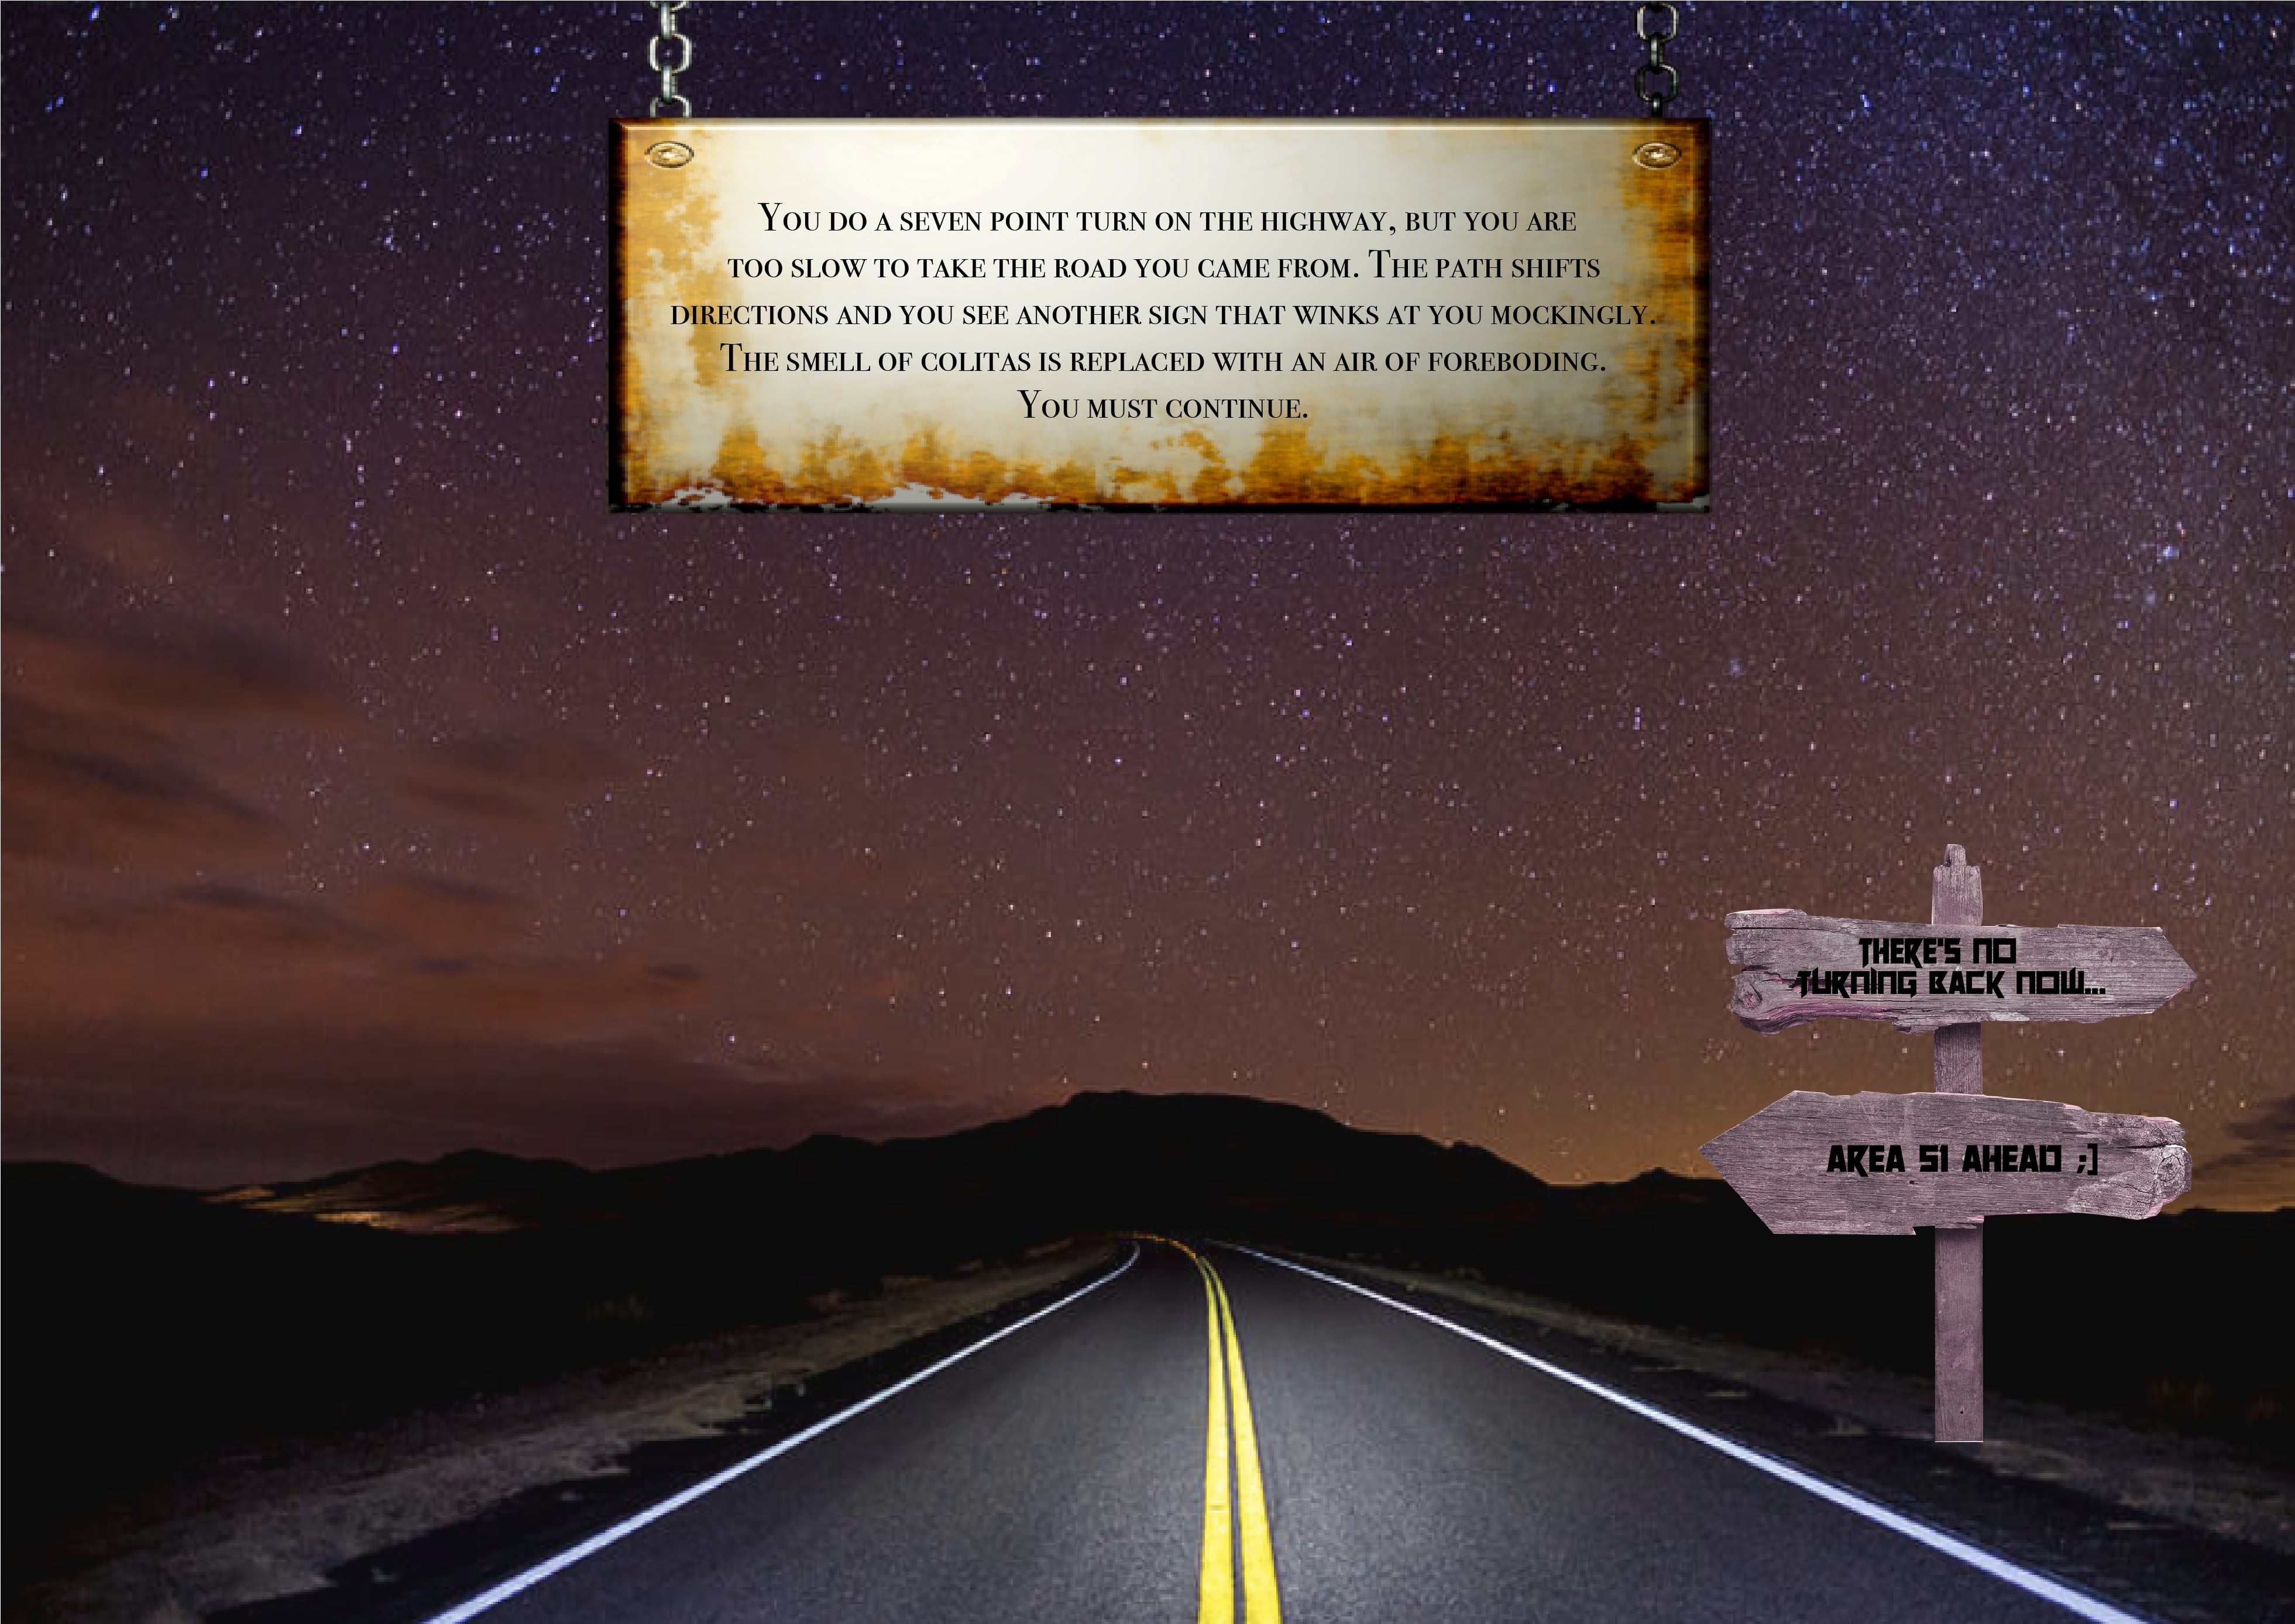 You do a seven point turn on the highway, but you are
too slow to take the road you came from. The path shifts
directions and you see another sign that winks at you mockingly.
The smell of colitas is replaced with an air of foreboding.
You must continue.
THERE'S NO
TURNING BACK NOW...
AREA 51 AHEAD ;]